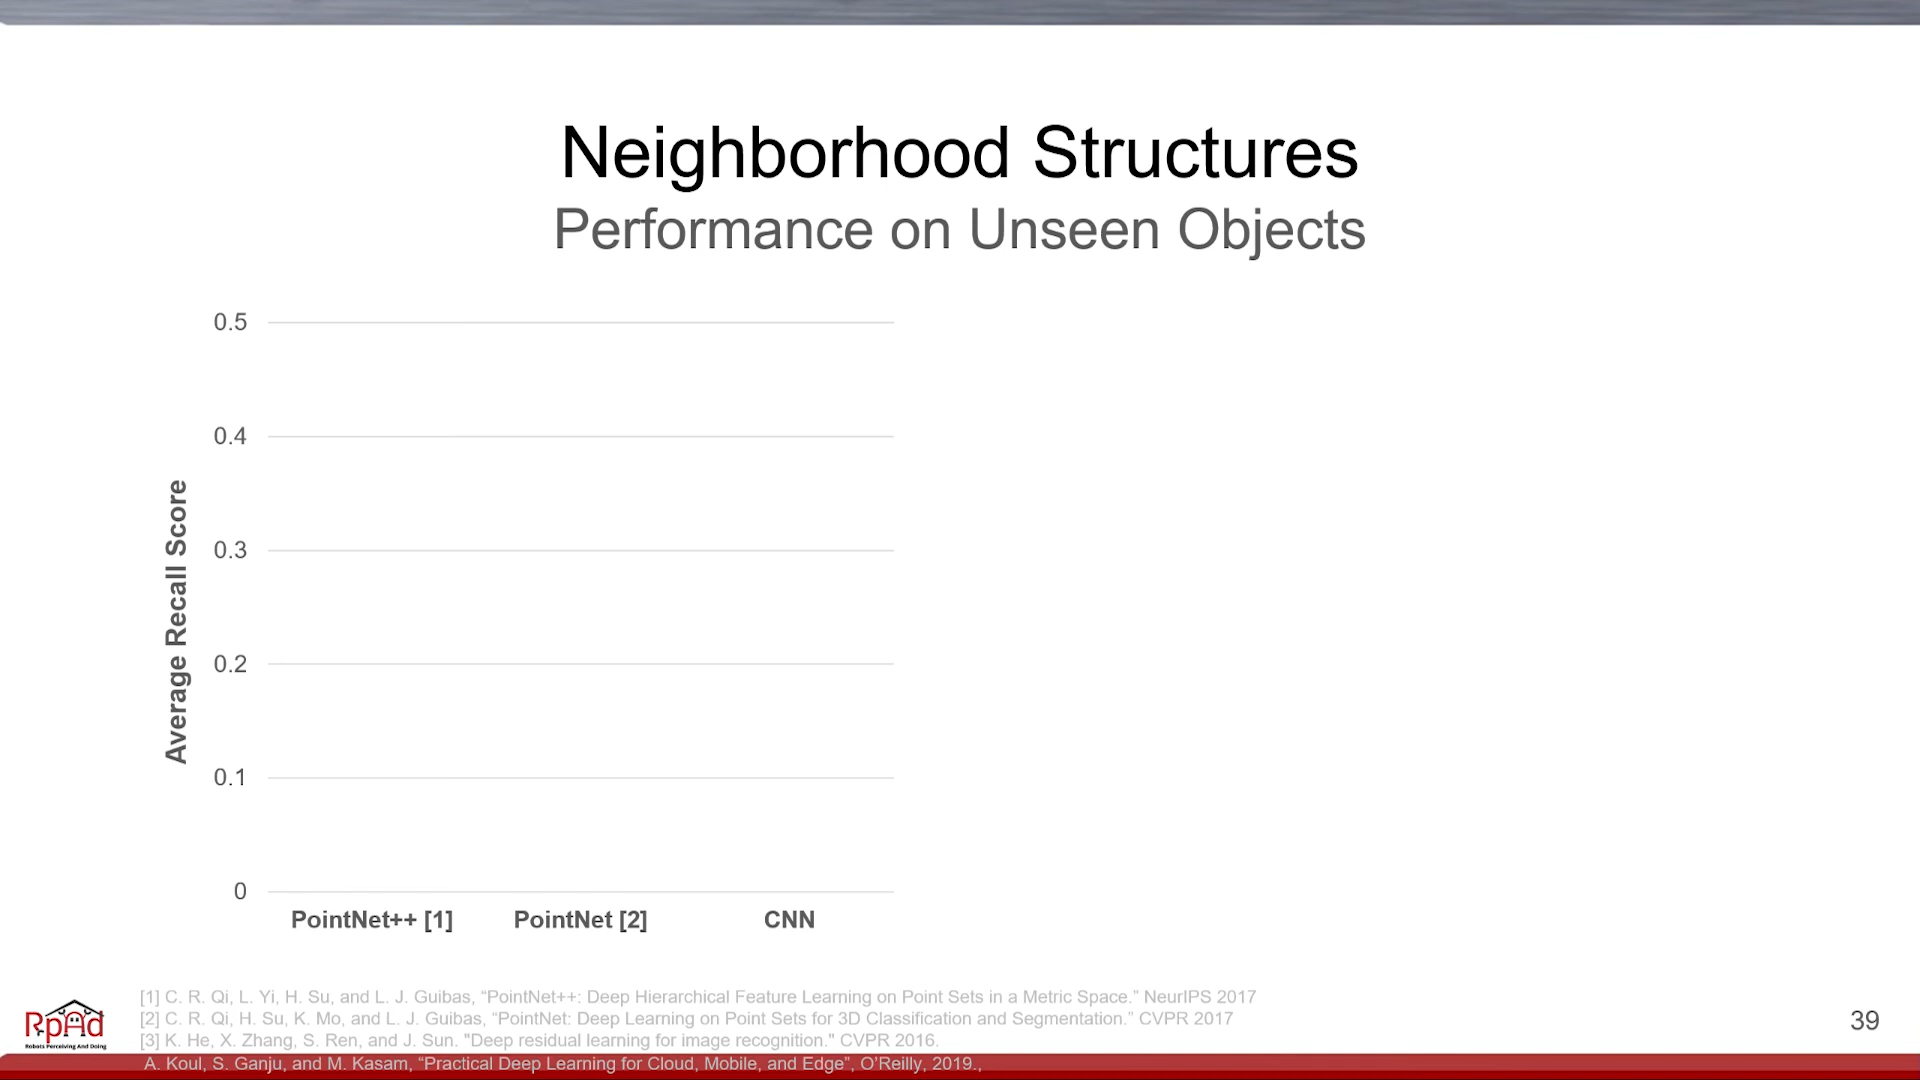 Neighborhood Structures
Performance on Unseen Objects
0.5
0.4
0.3
0.2
0.1
0
Average Recall Score
PointNet++ [1]
PointNet [2]
CNN
[1] C. R. Qi, L. Yi, H. Su, and L. J. Guibas, “PointNet++: Deep Hierarchical Feature Learning on Point Sets in a Metric Space.” NeurIPS 2017
[2] C. R. Qi, H. Su, K. Mo, and L. J. Guibas, “PointNet: Deep Learning on Point Sets for 3D Classification and Segmentation.” CVPR 2017
[3] K. He, X. Zhang, S. Ren, and J. Sun. "Deep residual learning for image recognition." CVPR 2016.
A. Koul, S. Ganju, and M. Kasam, “Practical Deep Learning for Cloud, Mobile, and Edge”, O’Reilly, 2019.,
RpAd
Robots Perceiving And Doing
39